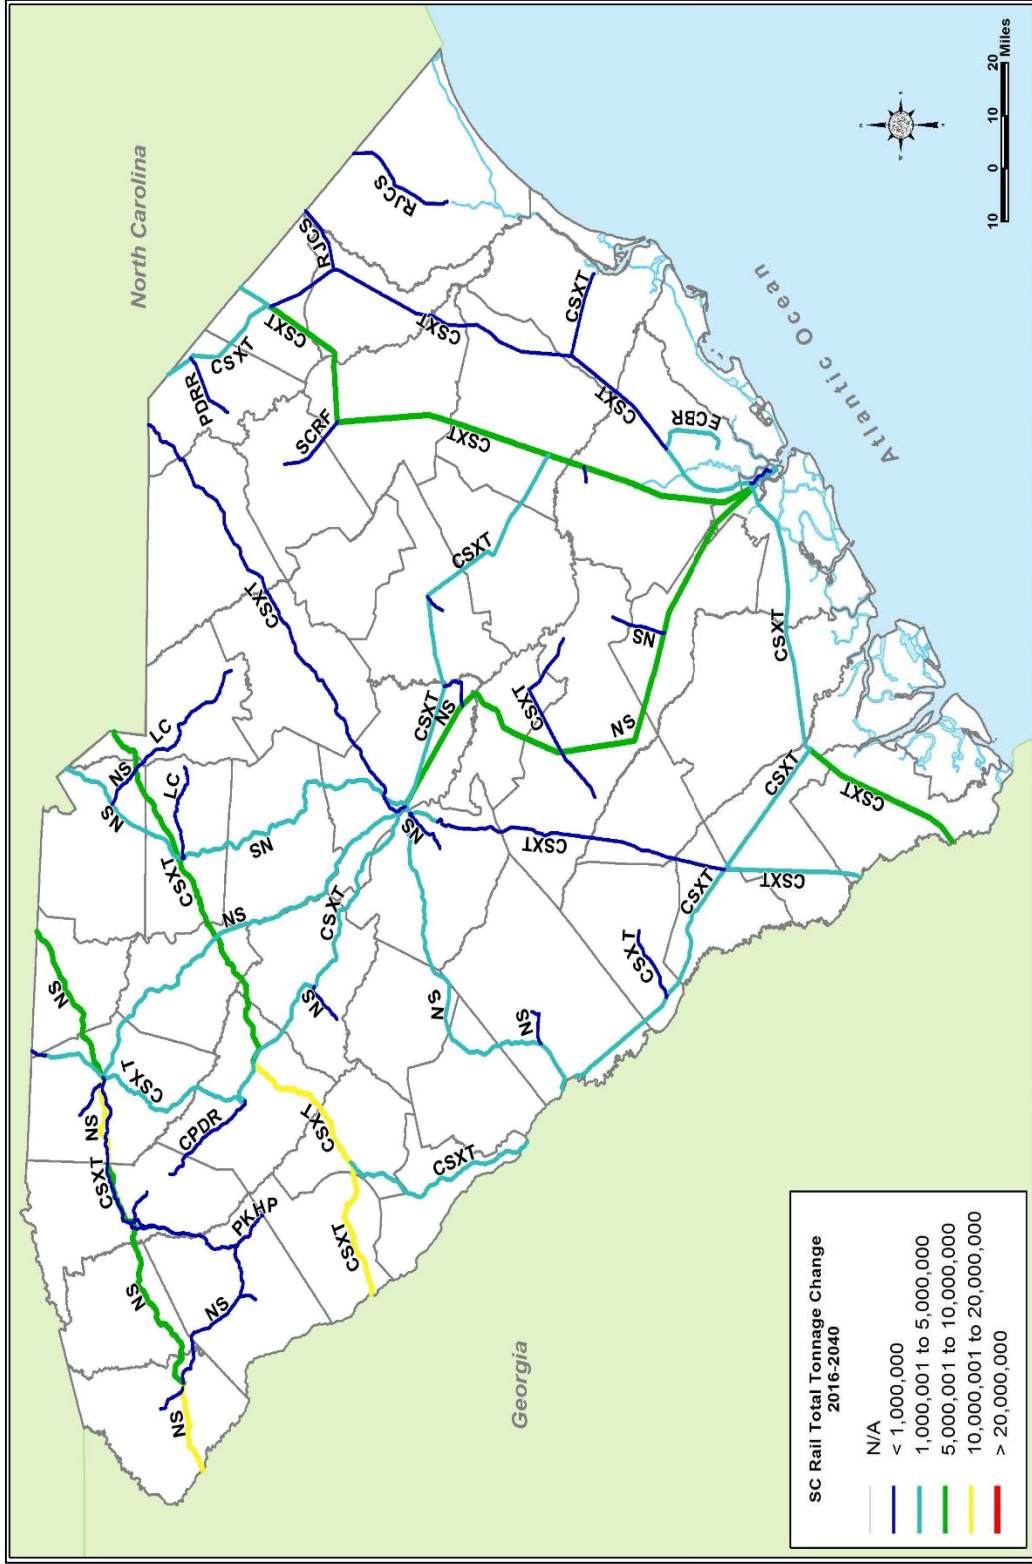 North Carolina
RJCS
RJCS
CSXT
CSXT
PDRR
SCRF
CSXT
CSXT
CSXT
CSXT
ECBR
CSXT
CSXT
LC
LC
NS
NS
NS
CSXT
NS
CSXT
NS
CSXT
NS
NS
CSXT
NS
NS
CSXT
CSXT
CSXT
CSXT
CSXT
CSXT
CSXT
NS
NS
NS
CSXT
NS
CSXT
CPDR
PKHP
NS
NS
NS
CSXT
CSXT
CSXT
Georgia
Atlantic Ocean
10 0 10 20
Miles
SC Rail Total Tonnage Change
2016-2040
N/A
< 1,000,000
1,000,001 to 5,000,000
5,000,001 to 10,000,000
10,000,001 to 20,000,000
> 20,000,000